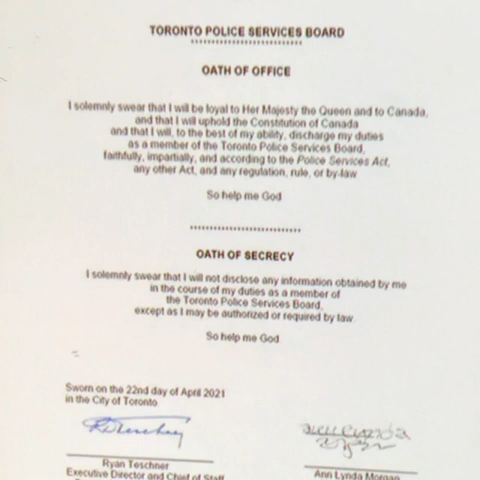 TORONTO POLICE SERVICES BOARD
**************************
OATH OF OFFICE
I solemnly swear that I will be loyal to Her Majesty the Queen and to Canada,
and that I will uphold the Constitution of Canada
and that I will, to the best of my ability, discharge my duties
as a member of the Toronto Police Services Board,
faithfully, impartially, and according to the Police Services Act,
any other Act, and any regulation, rule, or by-law
So help me God
**************************
OATH OF SECRECY
I solemnly swear that I will not disclose any information obtained by me
in the course of my duties as a member of
the Toronto Police Services Board,
except as I may be authorized or required by law
So help me God
Sworn on the 22nd day of April 2021
in the City of Toronto
Ryan Teschner
Ann Lynda Morgan
Executive Director and Chief of Staff